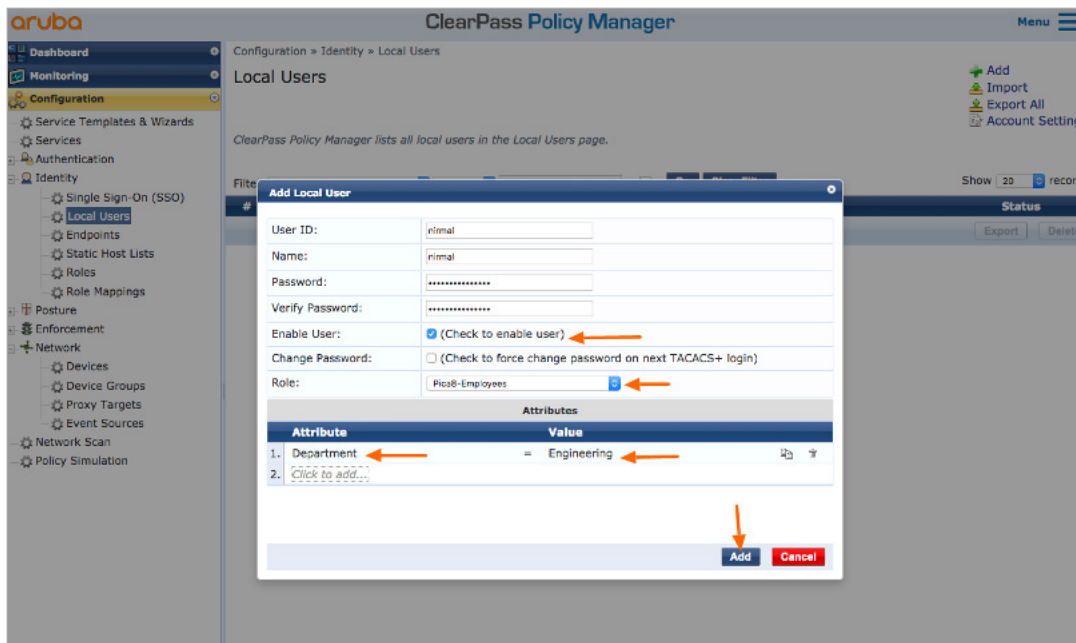 aruba
ClearPass Policy Manager
Menu
Dashboard
Monitoring
Configuration
Service Templates & Wizards
Services
Authentication
Identity
Single Sign-On (SSO)
Local Users
Endpoints
Static Host Lists
Roles
Role Mappings
Posture
Enforcement
Network
Devices
Device Groups
Proxy Targets
Event Sources
Network Scan
Policy Simulation
Configuration » Identity » Local Users
Local Users
Add
Import
Export All
Account Setting
ClearPass Policy Manager lists all local users in the Local Users page.
Filte
Show 20 recor
# Status
Export Delet
Add Local User
User ID: nirmal
Name: nirmal
Password: •••••••••••••••
Verify Password: •••••••••••••••
Enable User: (Check to enable user)
Change Password: (Check to force change password on next TACACS+ login)
Role: Pica8-Employees
Attributes
Attribute Value
1. Department = Engineering
2. Click to add...
Add Cancel